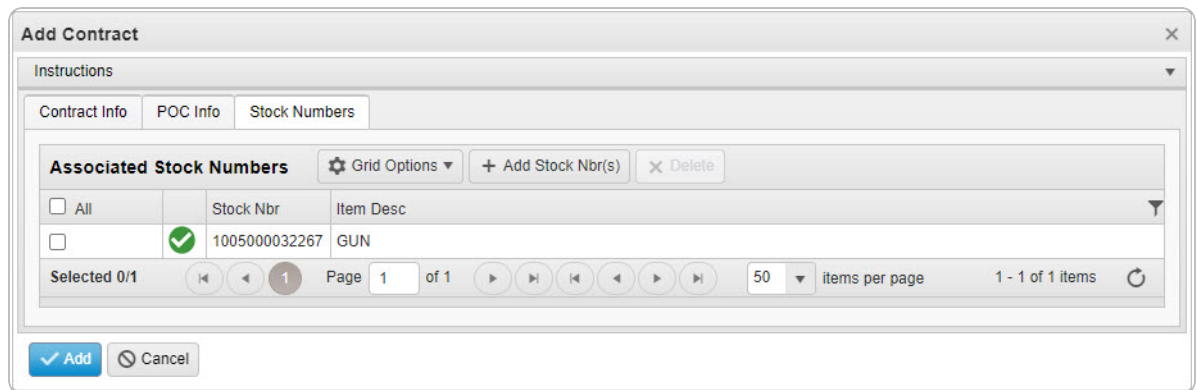 Add Contract
Instructions
Contract Info POC Info Stock Numbers
Associated Stock Numbers Grid Options Add Stock Nbr(s) Delete
All Stock Nbr Item Desc
1005000032267 GUN
Selected 0/1 1 Page 1 of 1 50 items per page 1 - 1 of 1 items
Add Cancel